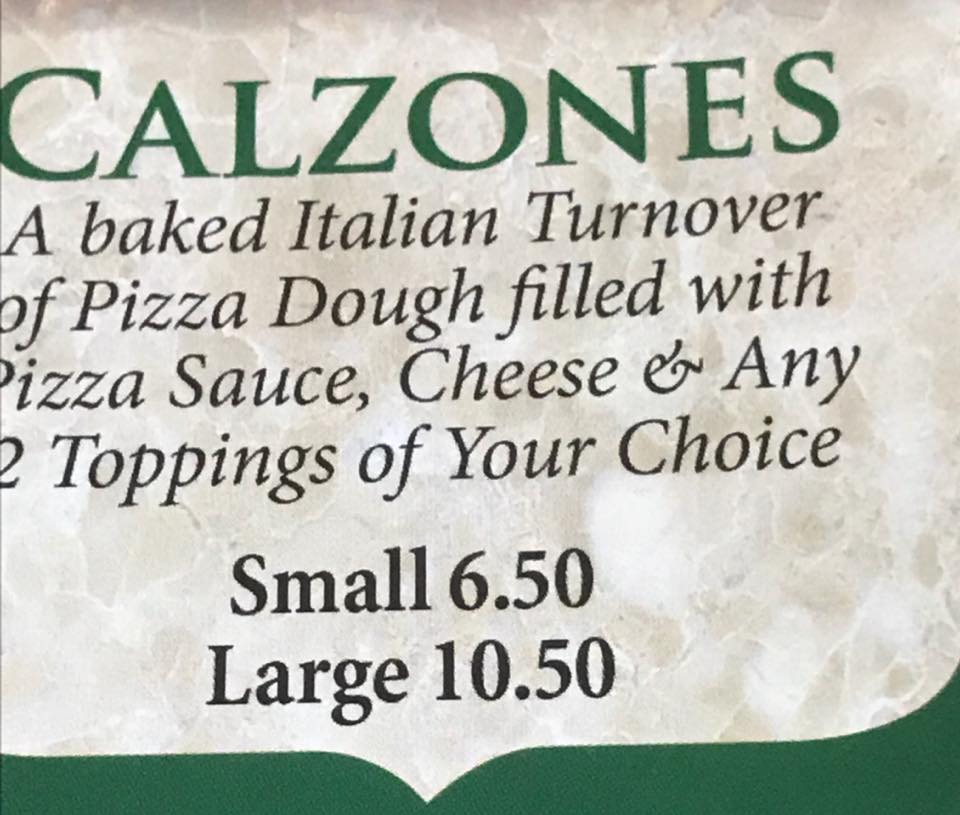 CALZONES
A baked Italian Turnover
of Pizza Dough filled with
Pizza Sauce, Cheese & Any
2 Toppings of Your Choice
Small 6.50
Large 10.50